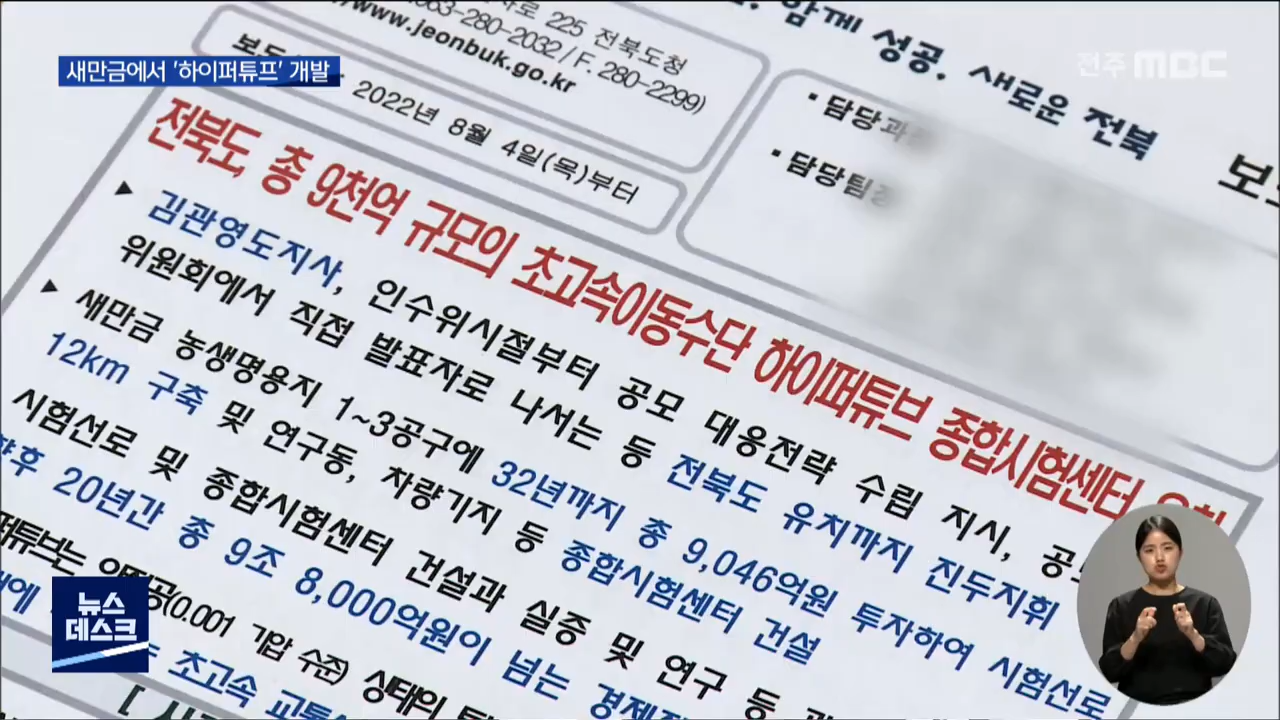 새만금에서 '하이퍼튜프' 개발
전주 MBC
함께 성공. 새로운 전북
225 전북도청
063-280-2032 / F. 280-2299)
www.jeonbuk.go.kr
2022년 8월 4일(목)부터
▪담당과
▪담당팀장
전북도, 총 9천억 규모의 초고속이동수단 하이퍼튜브 종합시험센터
▶ 김관영도지사, 인수위시절부터 공모 대응전략 수립 지시,
위원회에서 직접 발표자로 나서는 등 전북도 유치까지 진두지휘
▶ 새만금 농생명용지 1~3공구에 32년까지 총 9,046억원 투자하여 시험선로
12km 구축 및 연구동, 차량기지 등 종합시험센터 건설
시험선로 및 종합시험센터 건설과 실증 및 연구 등
향후 20년간 총 9조 8,000억원이 넘는
(0.001 기압 수준) 상태의
초고속
뉴스
데스크